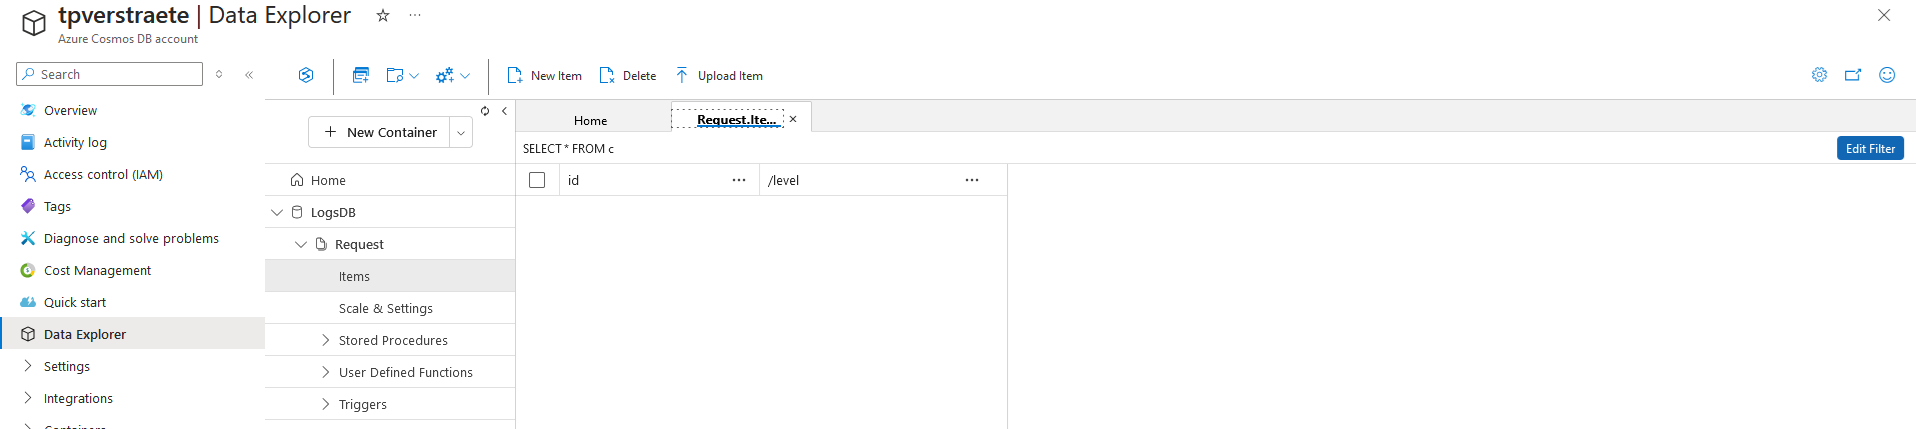 tpverstraete | Data Explorer
Azure Cosmos DB account
Search
Overview
Activity log
Access control (IAM)
Tags
Diagnose and solve problems
Cost Management
Quick start
Data Explorer
Settings
Integrations
Containers
New Item
Delete
Upload Item
New Container
Home
LogsDB
Request
Items
Scale & Settings
Stored Procedures
User Defined Functions
Triggers
Home
Request.Ite...
SELECT * FROM c
Edit Filter
id
/level